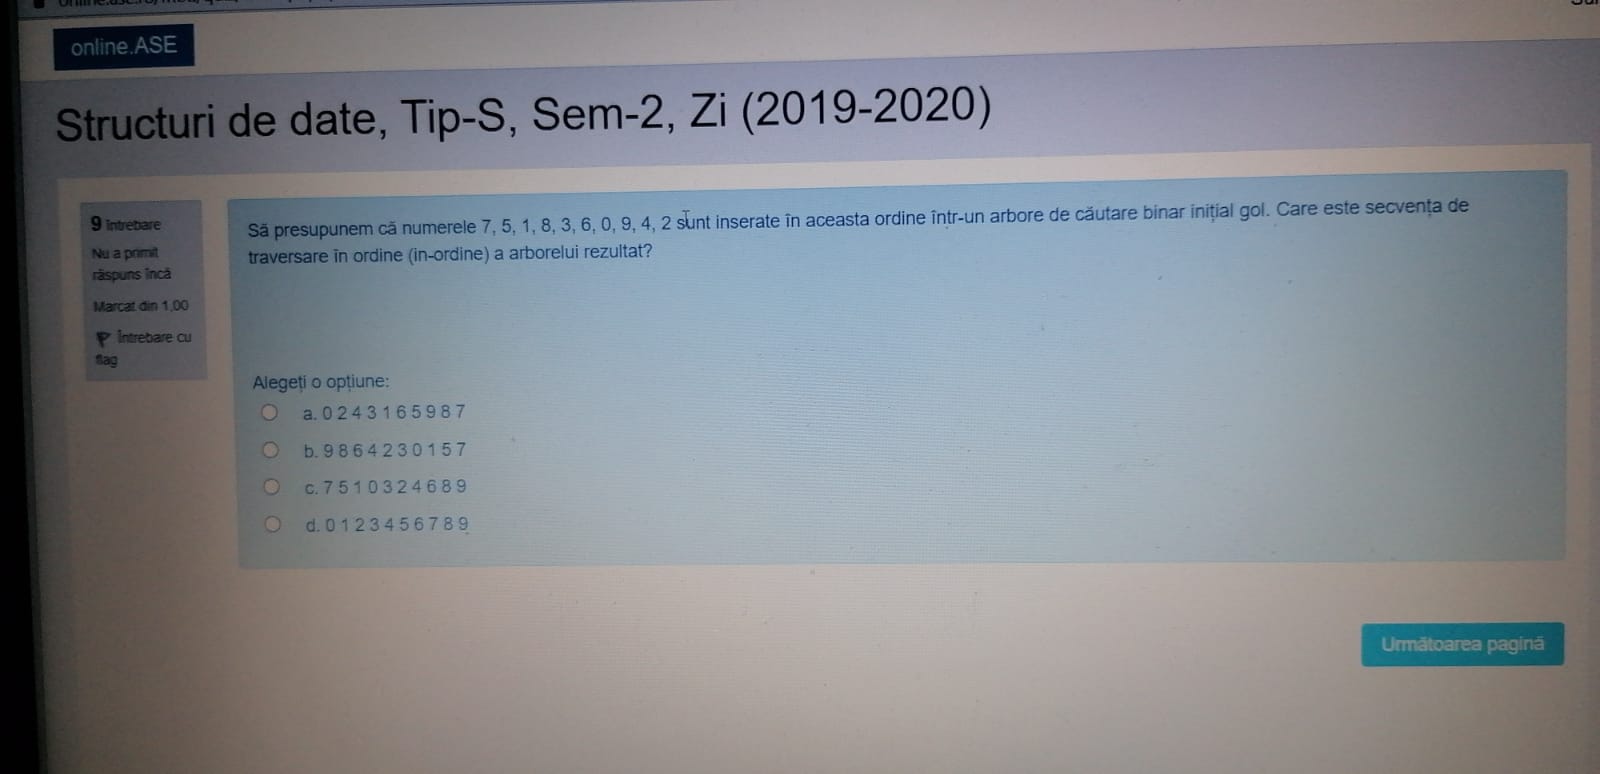 online.ASE
Structuri de date, Tip-S, Sem-2, Zi (2019-2020)
9 Întrebare
Nu a primit
răspuns încă
Marcat din 1,00
Întrebare cu
flag
Să presupunem că numerele 7, 5, 1, 8, 3, 6, 0, 9, 4, 2 sunt inserate în aceasta ordine într-un arbore de căutare binar inițial gol. Care este secvența de
traversare în ordine (in-ordine) a arborelui rezultat?
Alegeți o opțiune:
a. 0 2 4 3 1 6 5 9 8 7
b. 9 8 6 4 2 3 0 1 5 7
c. 7 5 1 0 3 2 4 6 8 9
d. 0 1 2 3 4 5 6 7 8 9
Următoarea pagină